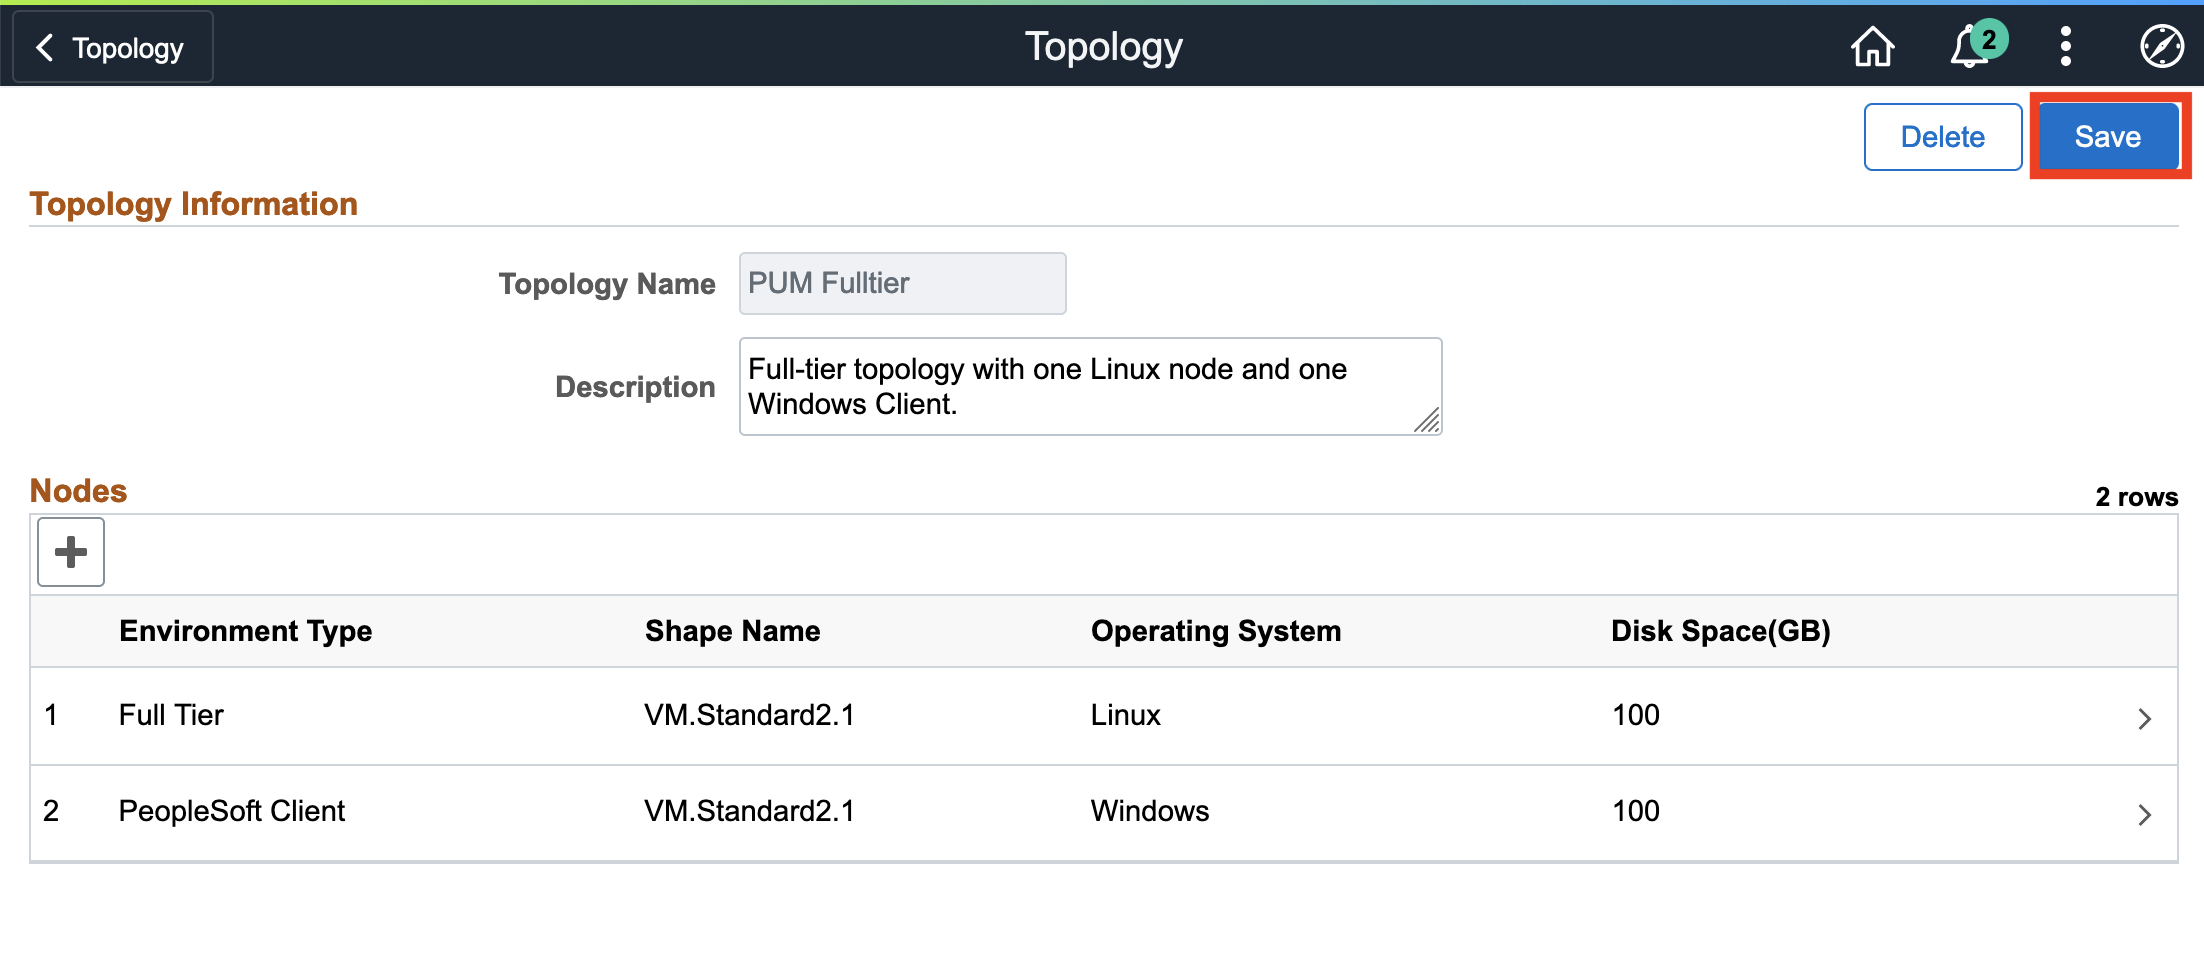 Topology
Topology
2
Delete
Save
Topology Information
Topology Name
PUM Fulltier
Description
Full-tier topology with one Linux node and one
Windows Client.
Nodes
2 rows
Environment Type
Shape Name
Operating System
Disk Space(GB)
1
Full Tier
VM.Standard2.1
Linux
100
2
PeopleSoft Client
VM.Standard2.1
Windows
100